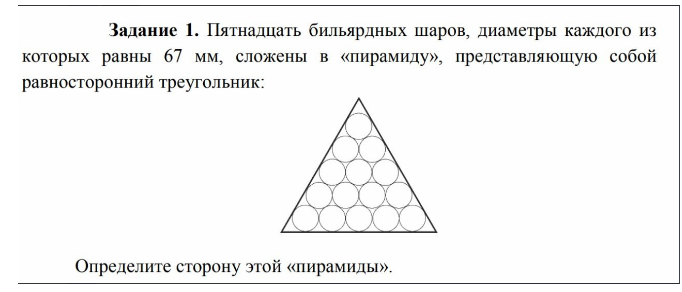 Задание 1. Пятнадцать бильярдных шаров, диаметры каждого из
которых равны 67 мм, сложены в «пирамиду», представляющую собой
равносторонний треугольник:
Определите сторону этой «пирамиды».